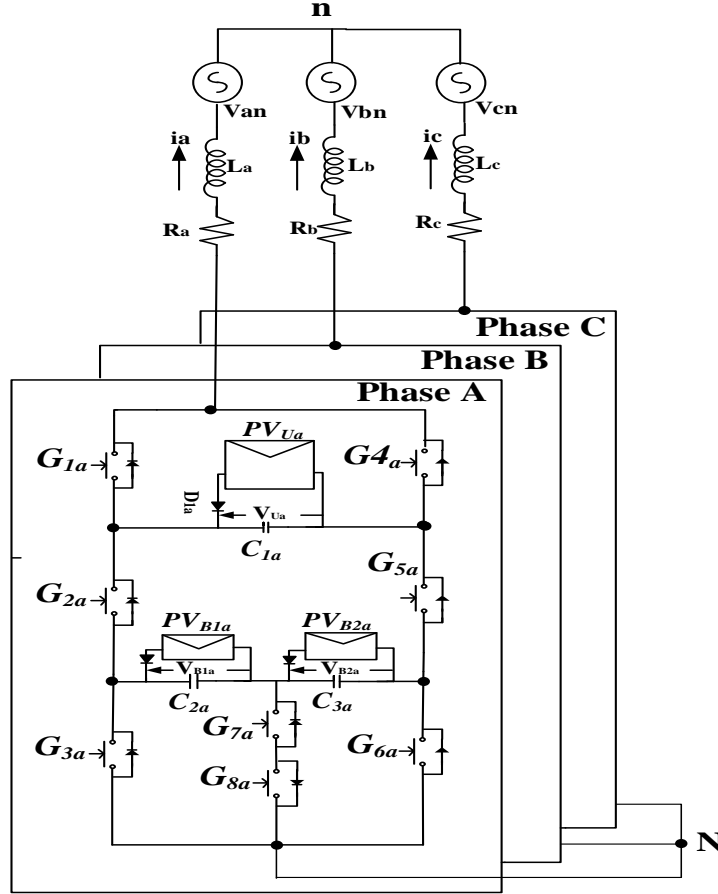 n
Van
Vbn
Vcn
ia
La
ib
Lb
ic
Lc
Ra
Rb
Rc
Phase C
Phase B
Phase A
PVUa
G1a
G4a
D1a
VUa
C1a
G2a
G5a
PVB1a
PVB2a
VB1a
VB2a
C2a
C3a
G3a
G7a
G6a
G8a
N